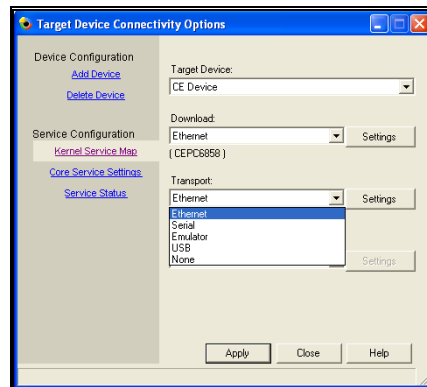 Target Device Connectivity Options
Device Configuration
Add Device
Delete Device
Service Configuration
Kernel Service Map
Core Service Settings
Service Status
Target Device:
CE Device
Download:
Ethernet
Settings
( CEPC6858 )
Transport:
Ethernet
Settings
Ethernet
Serial
Emulator
USB
None
Settings
Apply
Close
Help